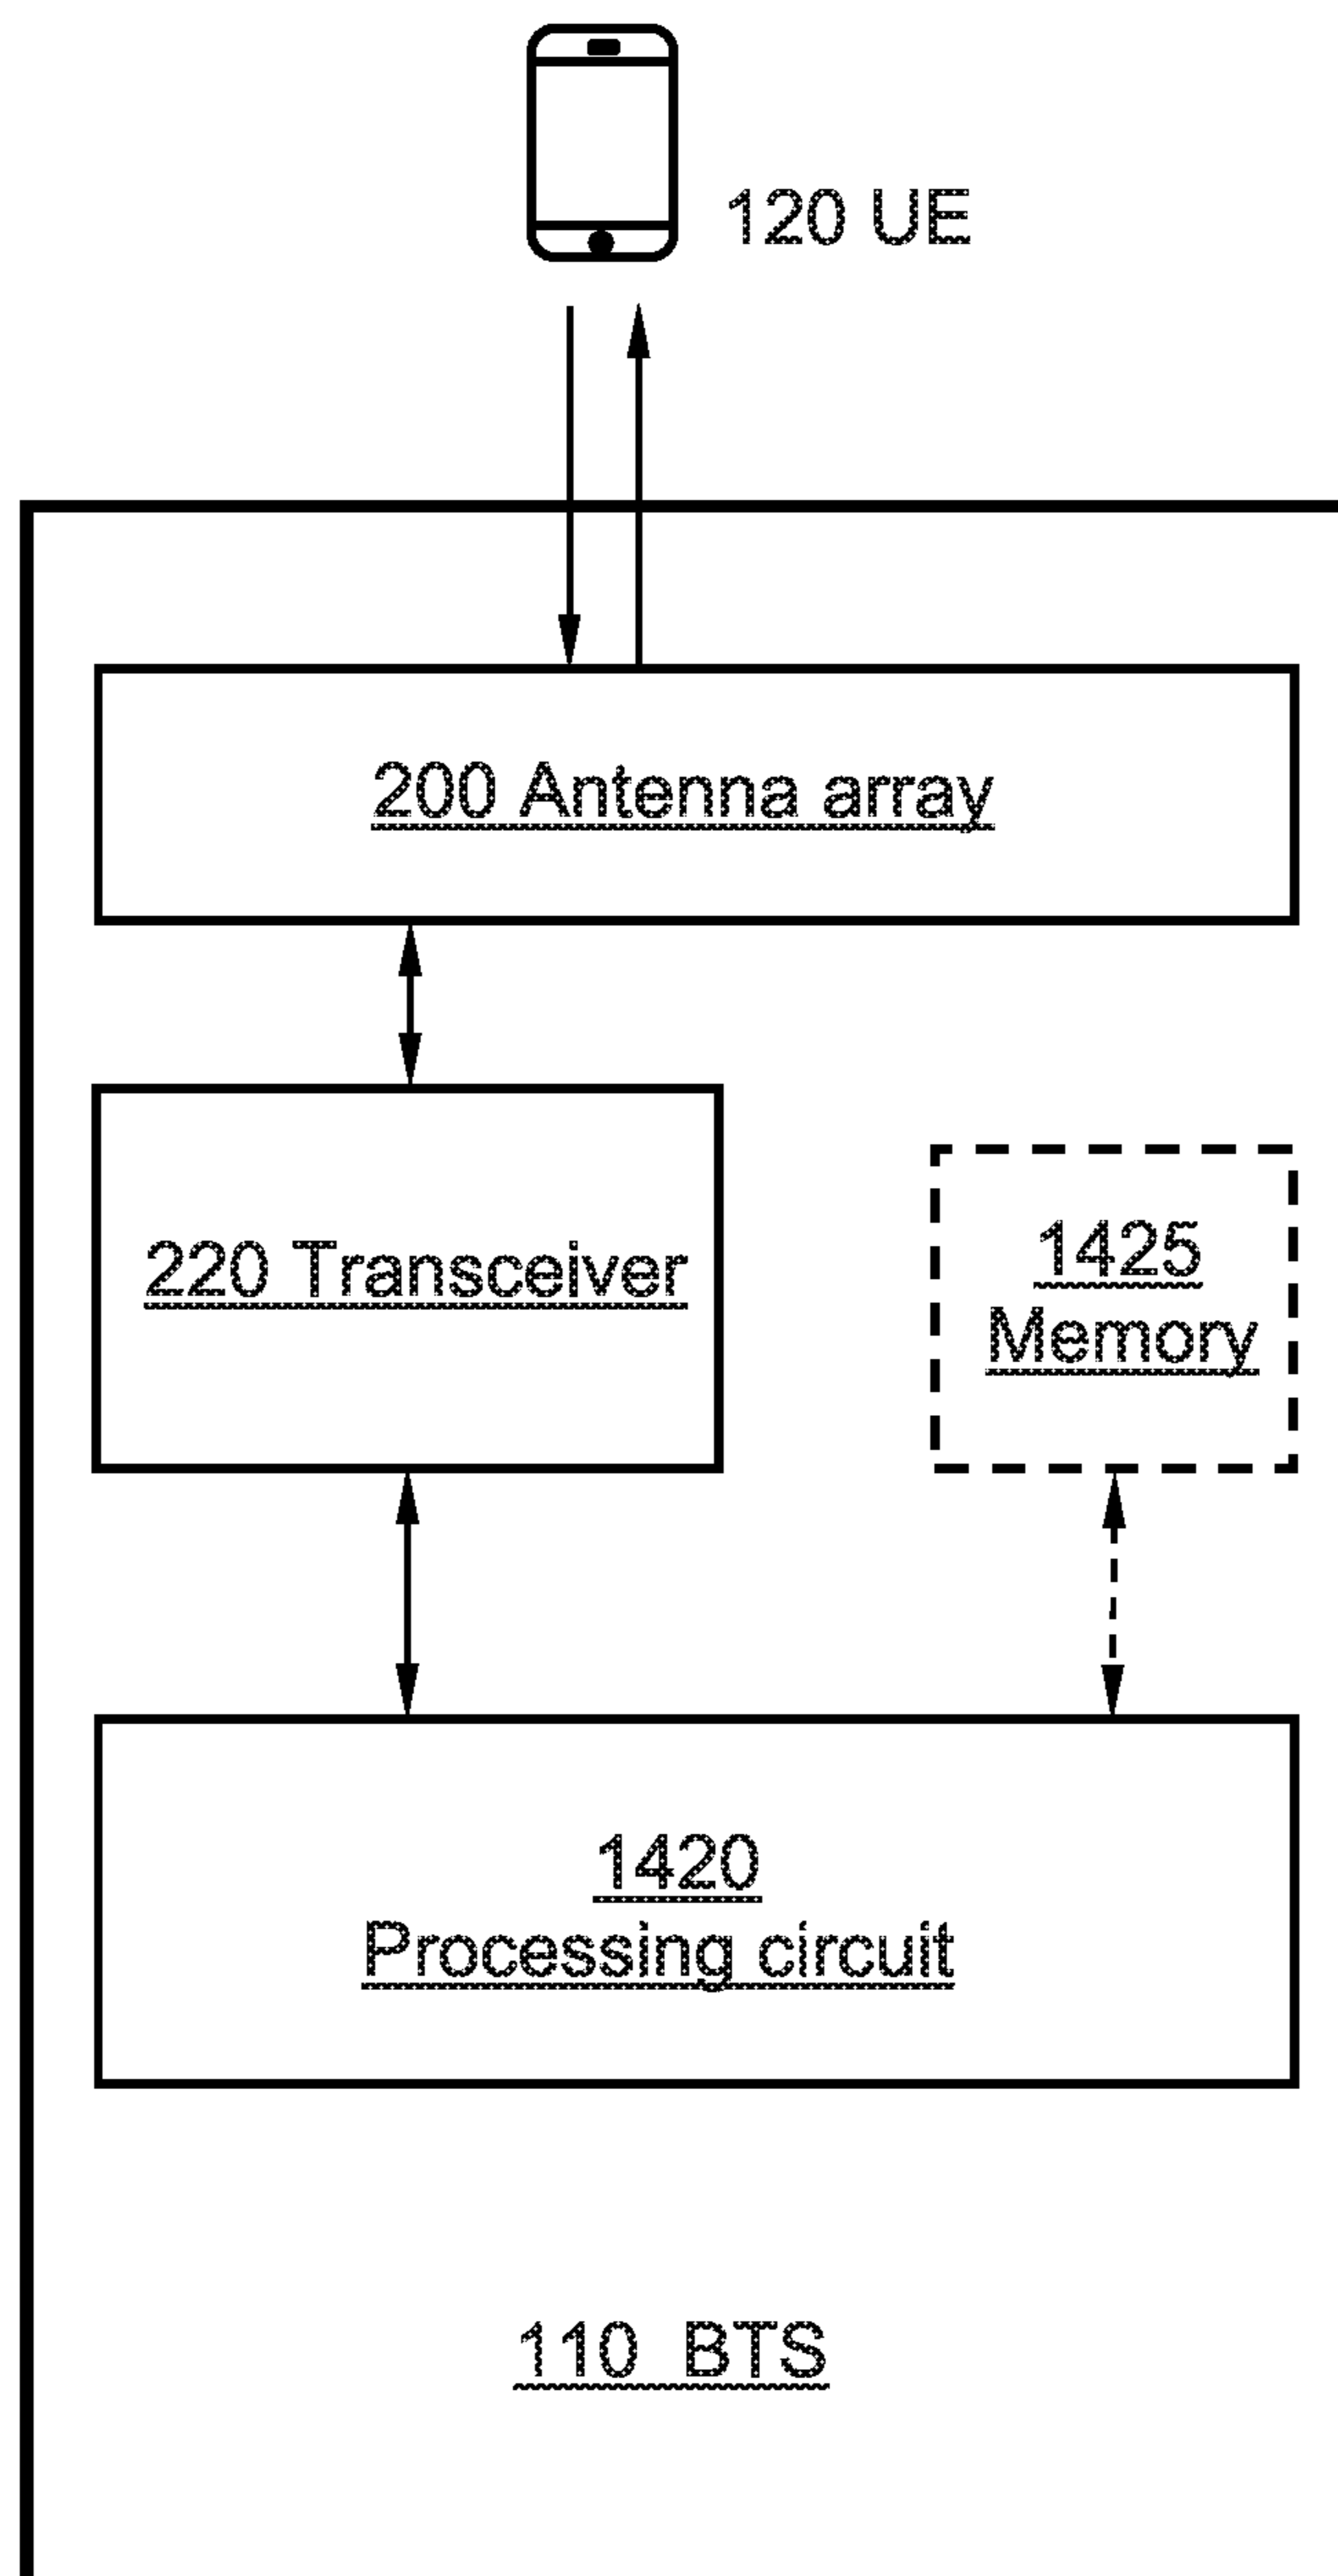 120 UE
200 Antenna array
220 Transceiver
1425
Memory
1420
Processing circuit
110 BTS